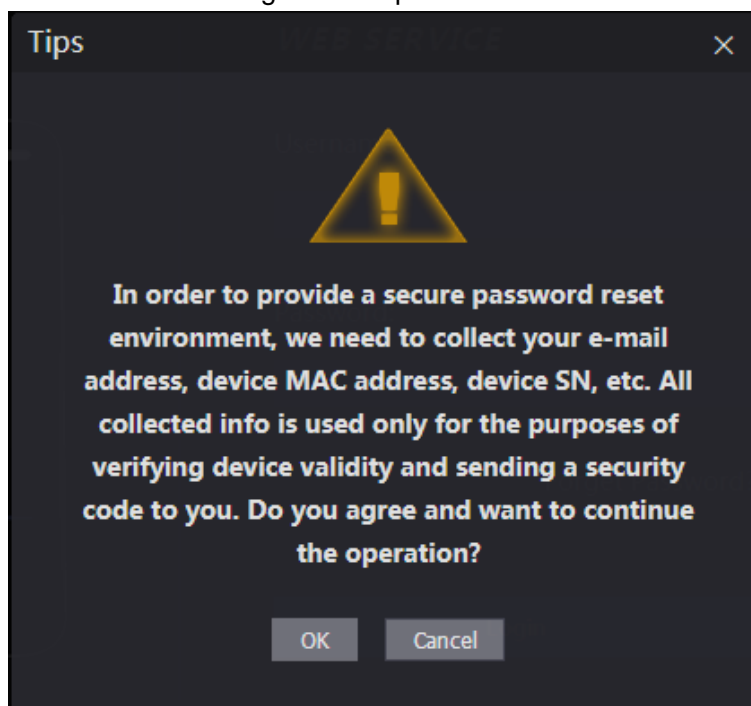 Tips
WEB SERVICE
In order to provide a secure password reset
environment, we need to collect your e-mail
address, device MAC address, device SN, etc. All
collected info is used only for the purposes of
verifying device validity and sending a security
code to you. Do you agree and want to continue
the operation?
OK Cancel